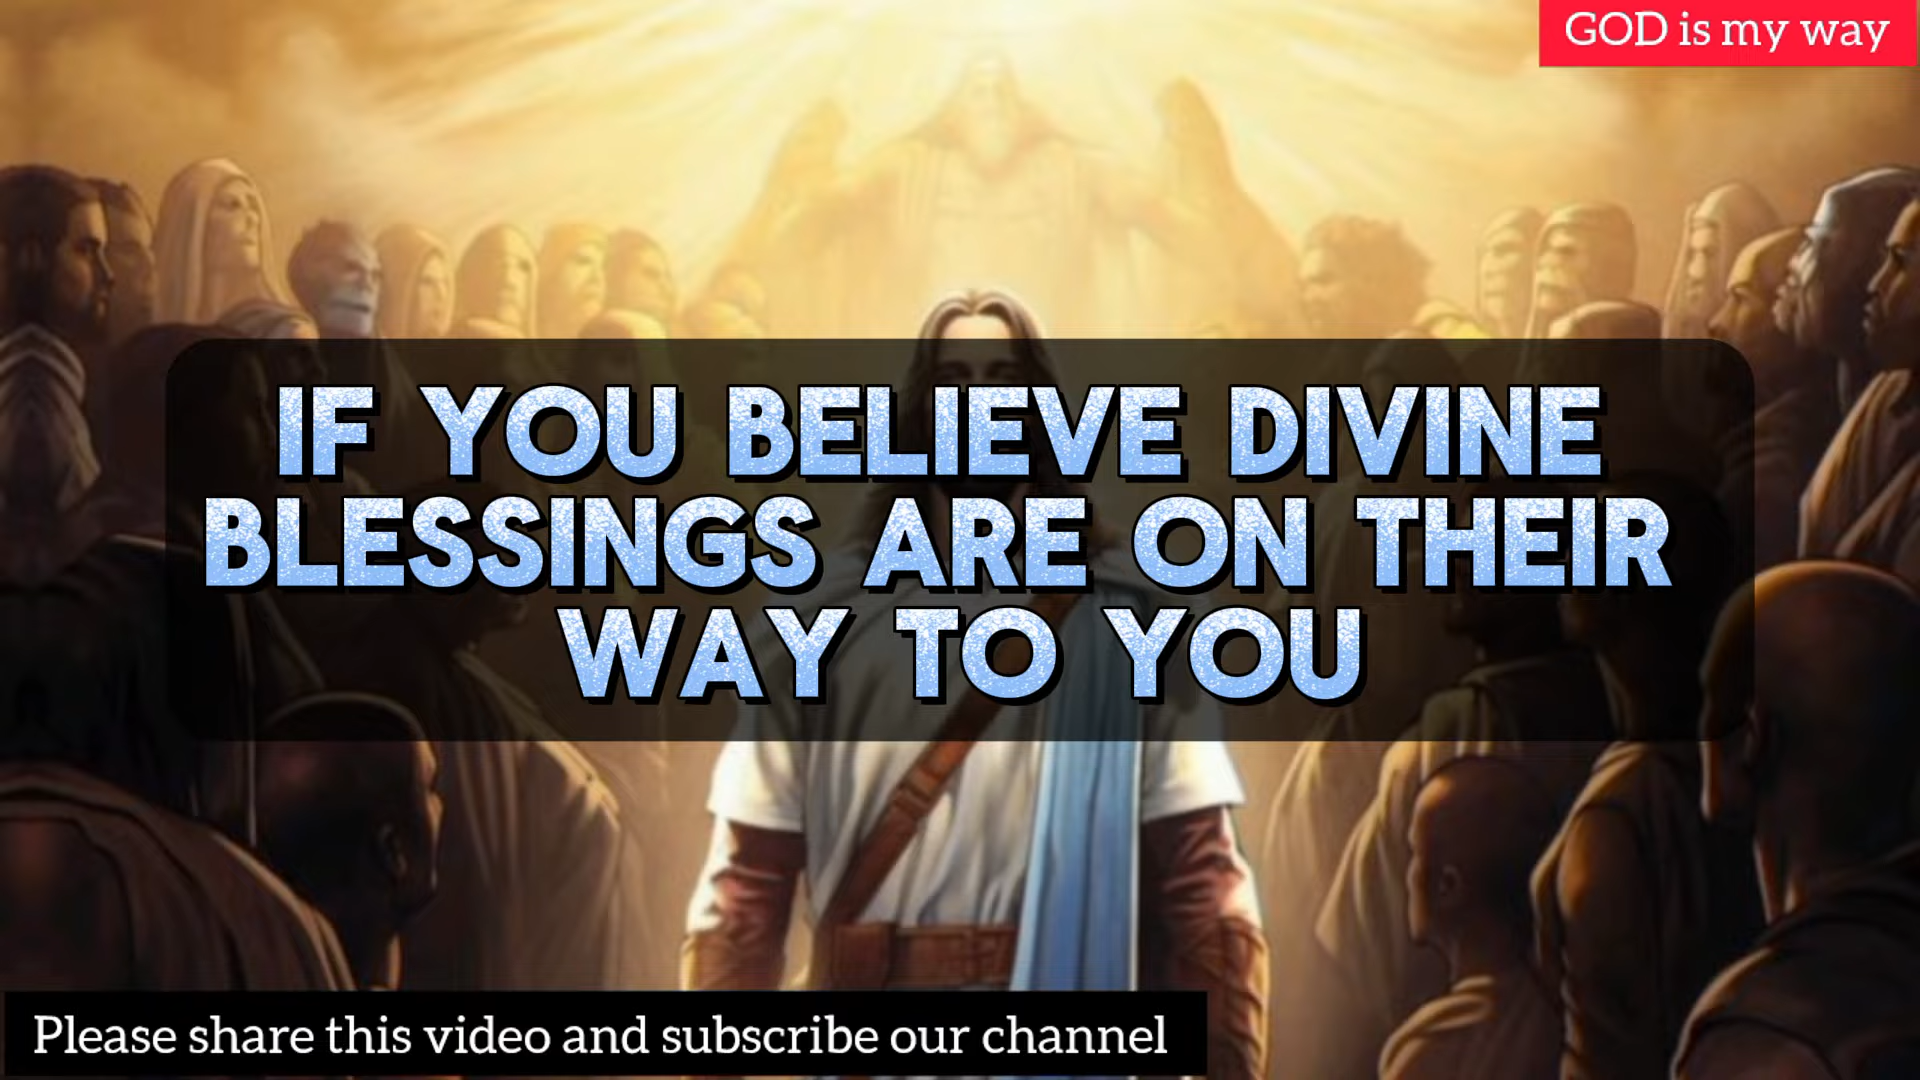 GOD is my way
IF YOU BELIEVE DIVINE
BLESSINGS ARE ON THEIR
WAY TO YOU
Please share this video and subscribe our channel